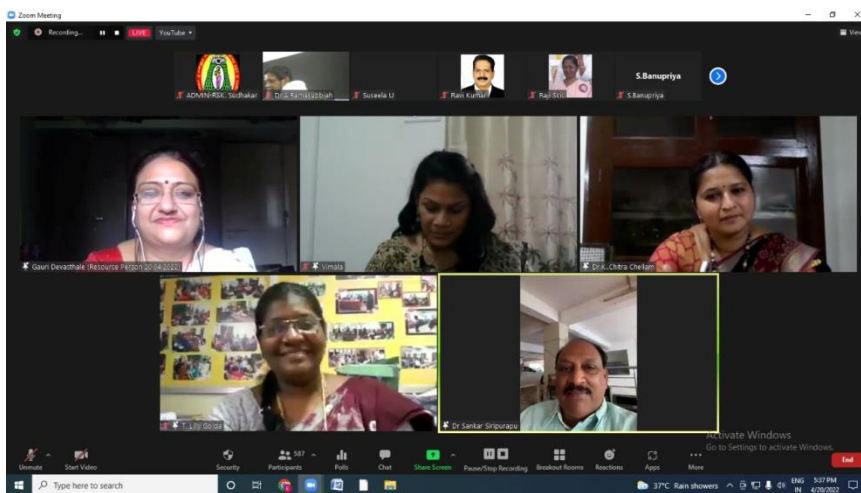 Zoom Meeting
Recording... LIVE YouTube View
ADMIN-RSK. Sudhakar Dr.A.Ramasubbiah Suseela U Ravi Kumar S.Banupriya
S.Banupriya
Gauri Devasthale (Resource Person 20.04.2022) Vimala Dr.K.Chitra Chellam
T. Lilly Golda Dr Sankar Siripurapu
Activate Windows
Go to Settings to activate Windows.
Unmute Start Video Security Participants 587 Polls Chat Share Screen Pause/Stop Recording Breakout Rooms Reactions Apps More End
Type here to search 37°C Rain showers ENG 5:37 PM
IN 4/20/2022